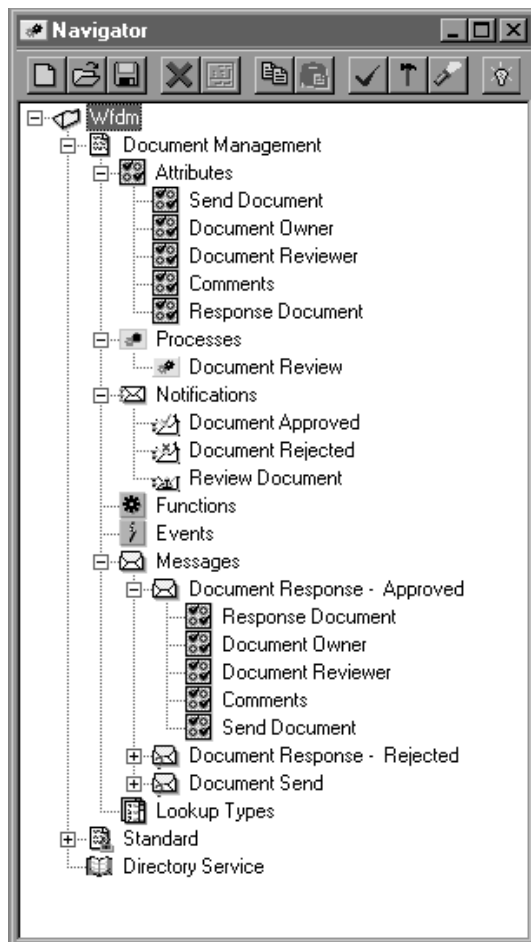 Navigator
Wfdm
Document Management
Attributes
Send Document
Document Owner
Document Reviewer
Comments
Response Document
Processes
Document Review
Notifications
Document Approved
Document Rejected
Review Document
Functions
Events
Messages
Document Response - Approved
Response Document
Document Owner
Document Reviewer
Comments
Send Document
Document Response - Rejected
Document Send
Lookup Types
Standard
Directory Service